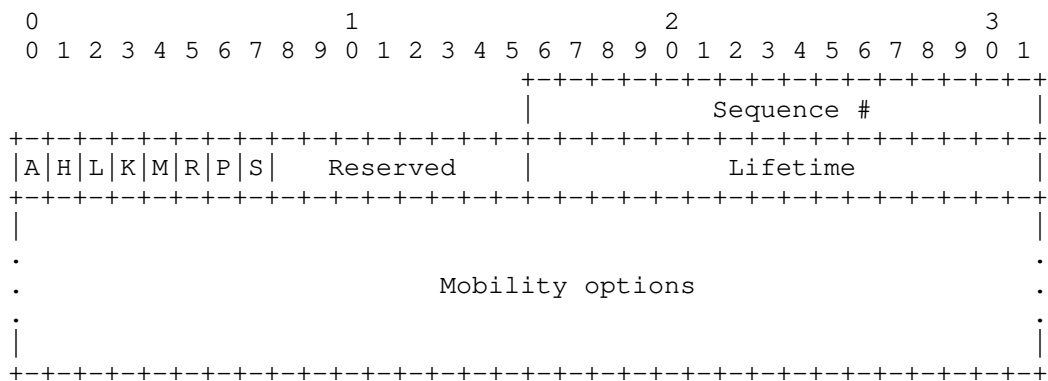 0                   1                   2                   3
0 1 2 3 4 5 6 7 8 9 0 1 2 3 4 5 6 7 8 9 0 1 2 3 4 5 6 7 8 9 0 1
+-+-+-+-+-+-+-+-+-+-+-+-+-+-+-+-+
| Sequence # |
+-+-+-+-+-+-+-+-+-+-+-+-+-+-+-+-+-+-+-+-+-+-+-+-+-+-+-+-+-+-+-+-+
|A|H|L|K|M|R|P|S| Reserved | Lifetime |
+-+-+-+-+-+-+-+-+-+-+-+-+-+-+-+-+-+-+-+-+-+-+-+-+-+-+-+-+-+-+-+-+
| |
. .
. Mobility options .
. .
| |
+-+-+-+-+-+-+-+-+-+-+-+-+-+-+-+-+-+-+-+-+-+-+-+-+-+-+-+-+-+-+-+-+